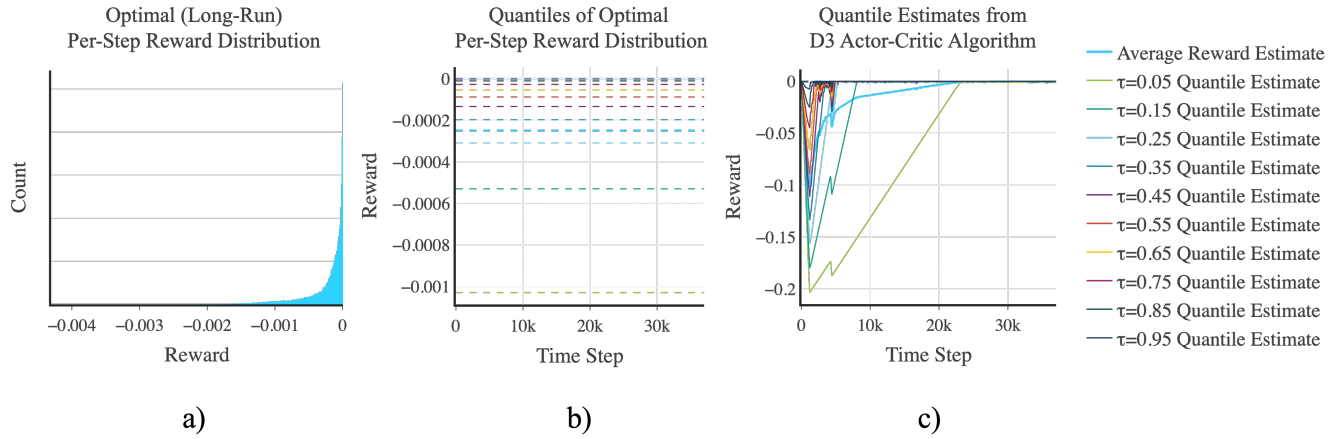 Optimal (Long-Run)
Per-Step Reward Distribution
Count
−0.004
−0.003
−0.002
−0.001
0
Reward
a)
Quantiles of Optimal
Per-Step Reward Distribution
0
−0.0002
−0.0004
−0.0006
−0.0008
−0.001
Reward
0
10k
20k
30k
Time Step
b)
Quantile Estimates from
D3 Actor-Critic Algorithm
0
−0.05
−0.1
−0.15
−0.2
Reward
0
10k
20k
30k
Time Step
c)
Average Reward Estimate
τ=0.05 Quantile Estimate
τ=0.15 Quantile Estimate
τ=0.25 Quantile Estimate
τ=0.35 Quantile Estimate
τ=0.45 Quantile Estimate
τ=0.55 Quantile Estimate
τ=0.65 Quantile Estimate
τ=0.75 Quantile Estimate
τ=0.85 Quantile Estimate
τ=0.95 Quantile Estimate